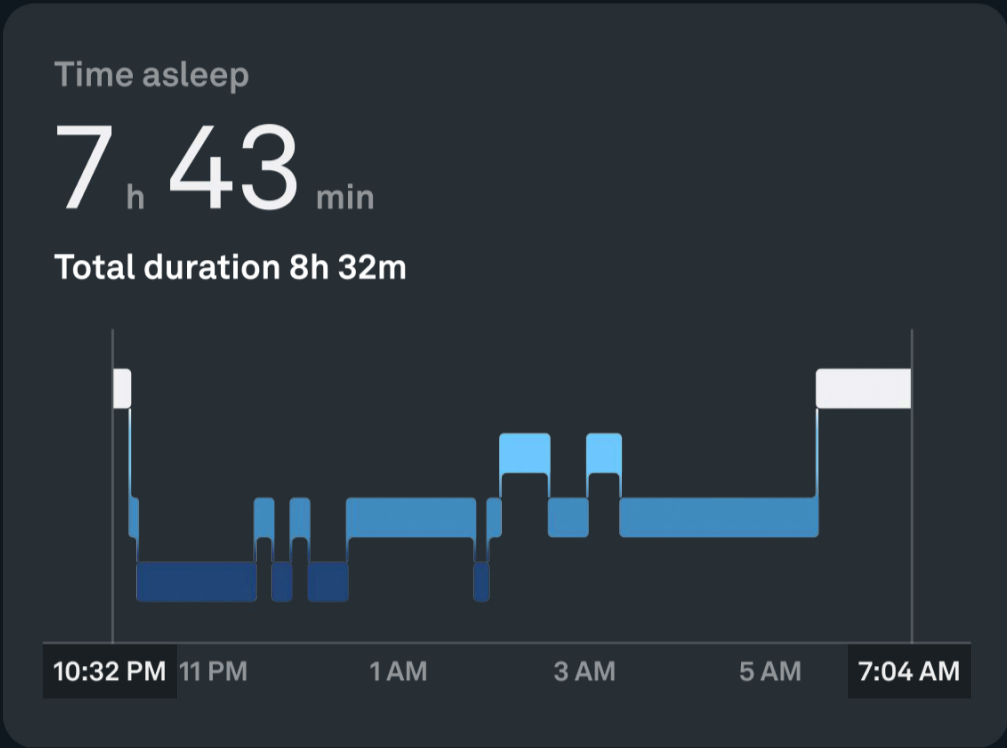 Time asleep
7 h 43 min
Total duration 8h 32m
10:32 PM 11 PM 1 AM 3 AM 5 AM 7:04 AM